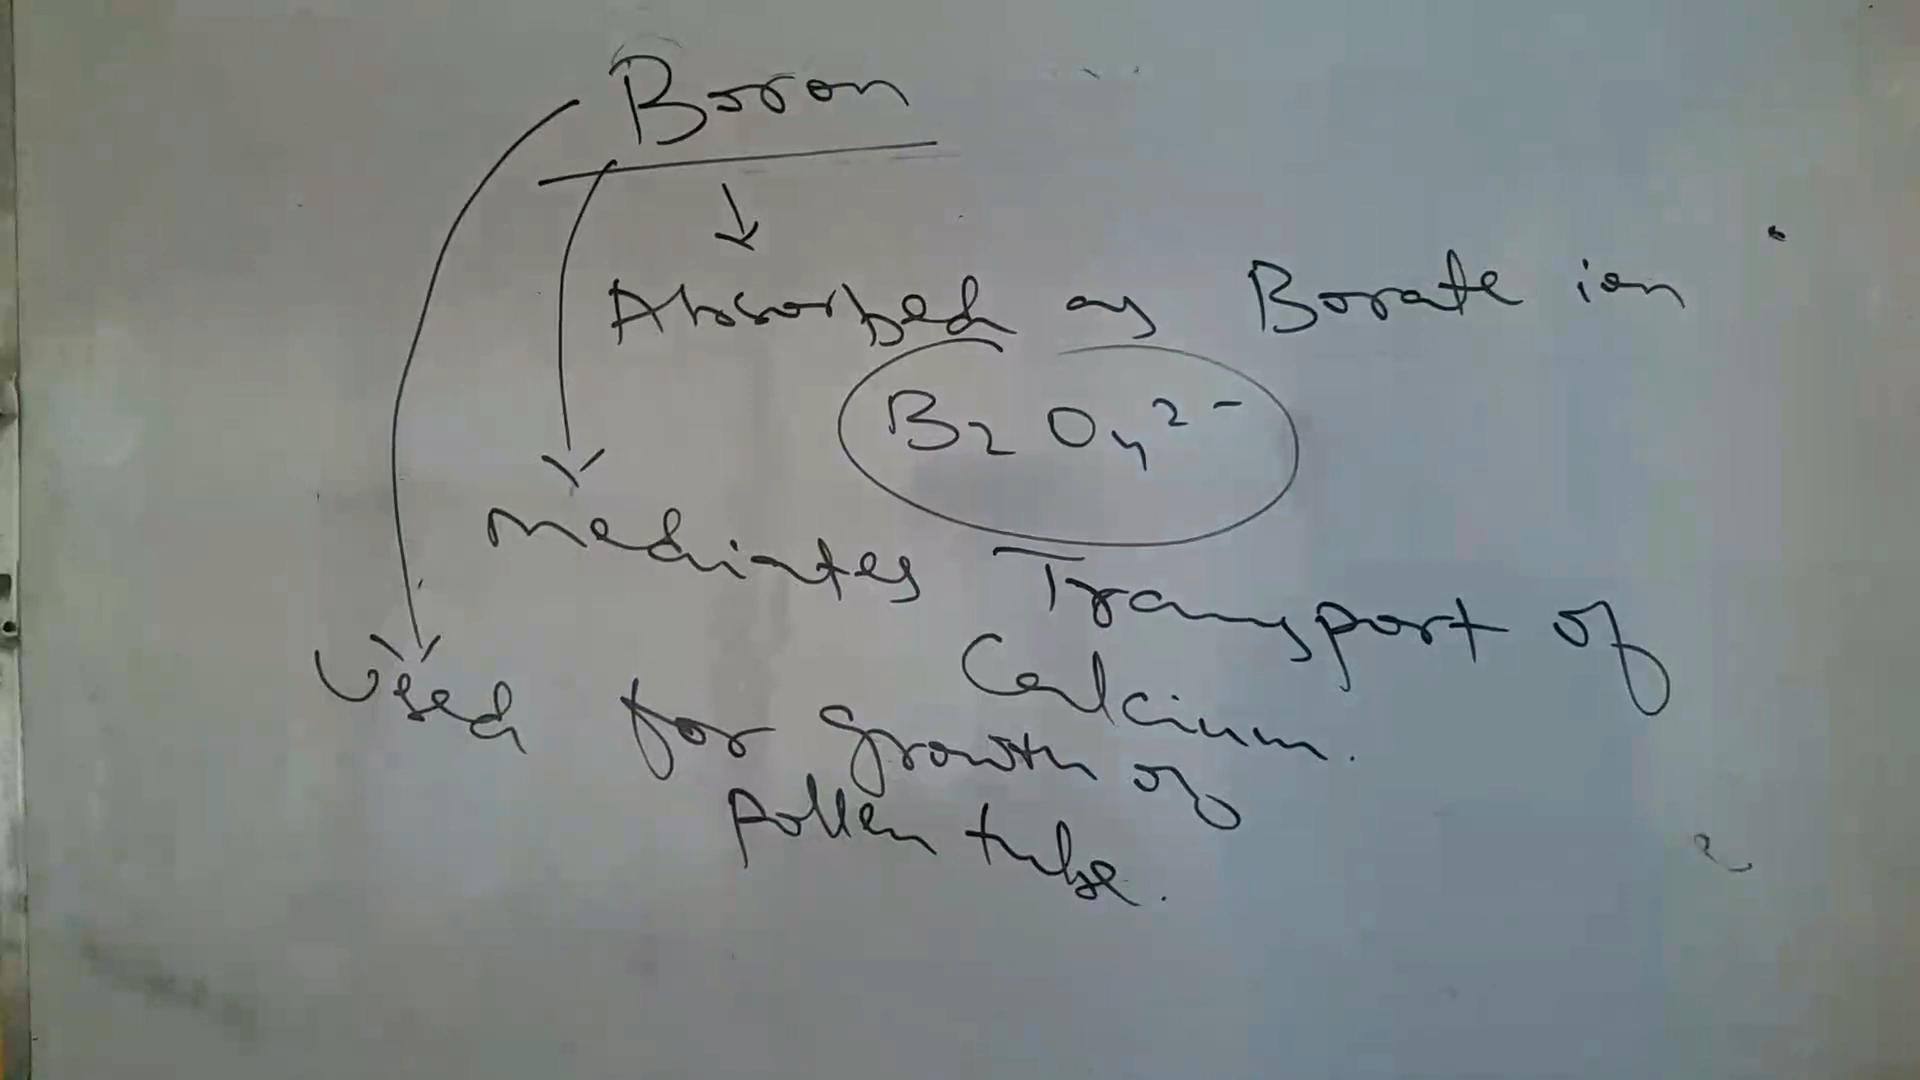 Boron
Absorbed as Borate ion
B2O4²⁻
mediates Transport of
Calcium.
Used for growth of
Pollen tube.